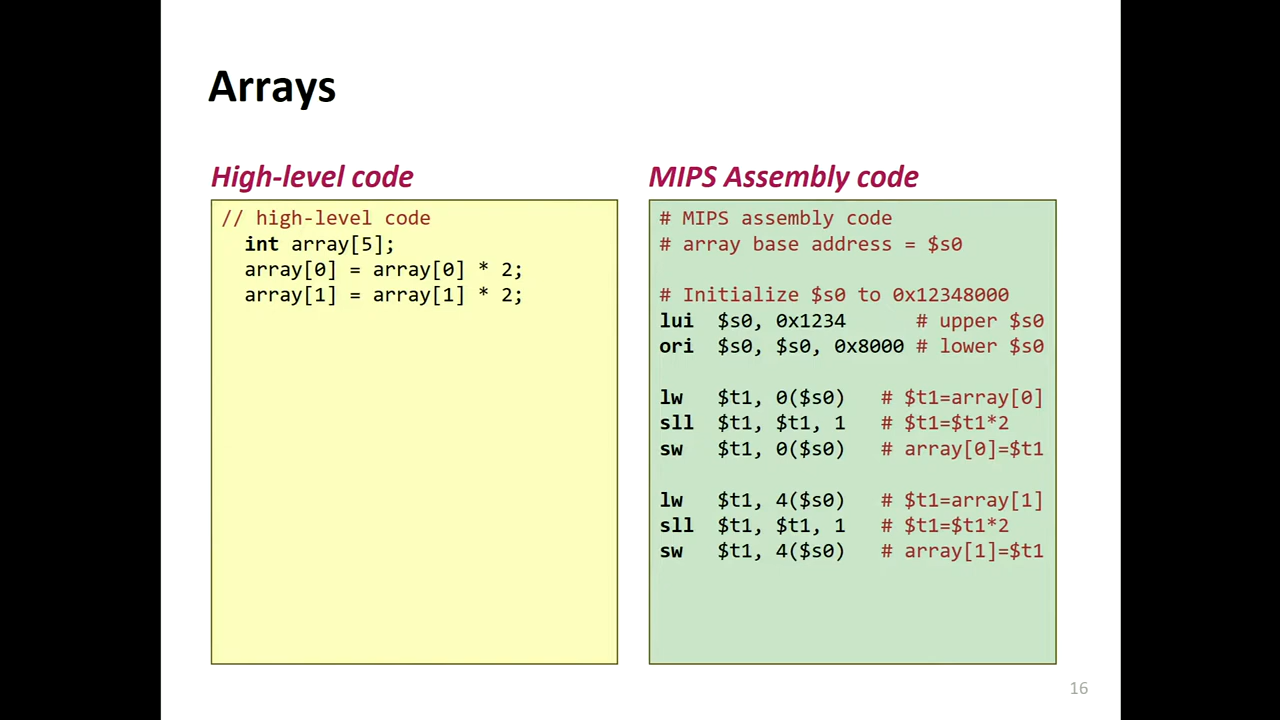 Arrays
High-level code
// high-level code
int array[5];
array[0] = array[0] * 2;
array[1] = array[1] * 2;
MIPS Assembly code
# MIPS assembly code
# array base address = $s0
# Initialize $s0 to 0x12348000
lui $s0, 0x1234 # upper $s0
ori $s0, $s0, 0x8000 # lower $s0
lw $t1, 0($s0) # $t1=array[0]
sll $t1, $t1, 1 # $t1=$t1*2
sw $t1, 0($s0) # array[0]=$t1
lw $t1, 4($s0) # $t1=array[1]
sll $t1, $t1, 1 # $t1=$t1*2
sw $t1, 4($s0) # array[1]=$t1
16